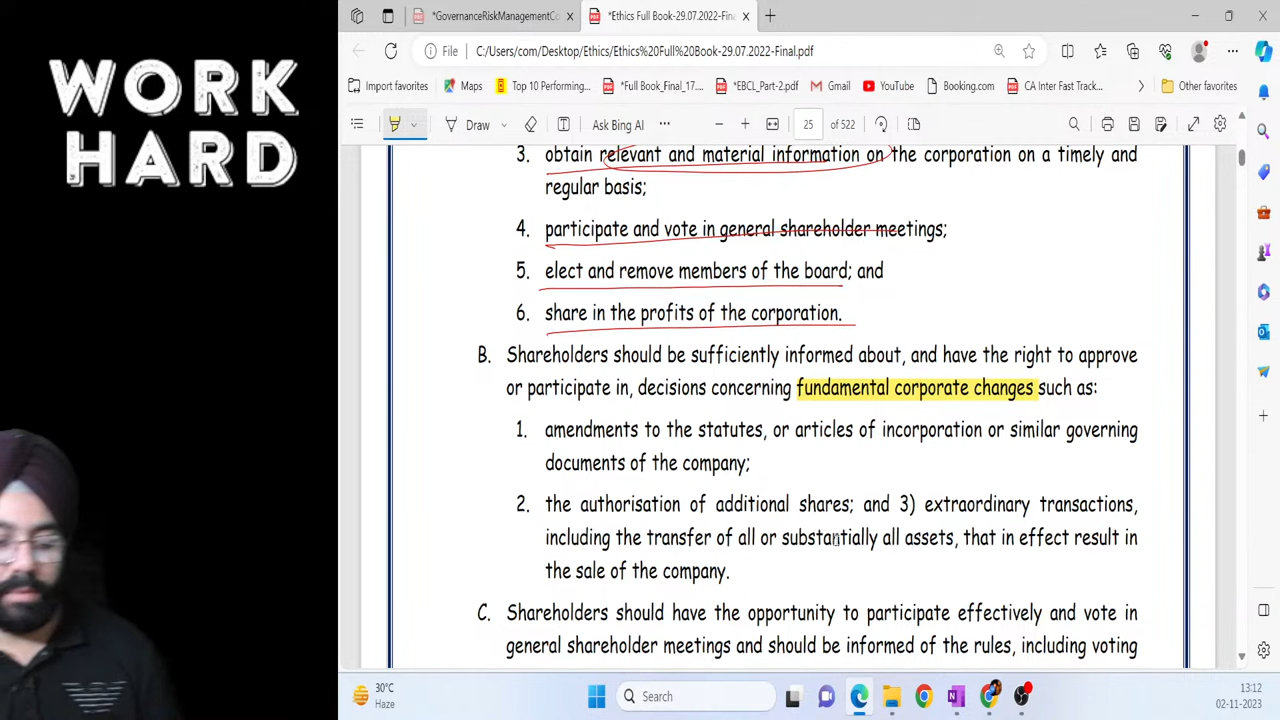 WORK
HARD
*GovernanceRiskManagementCo
*Ethics Full Book-29.07.2022-Fina
File
C:/Users/com/Desktop/Ethics/Ethics%20Full%20Book-29.07.2022-Final.pdf
Import favorites
Maps
Top 10 Performing...
*Full Book_Final_17....
*EBCL_Part-2.pdf
Gmail
YouTube
Booking.com
CA Inter Fast Track...
Other favorites
Draw
Ask Bing AI
25
of 522
3. obtain relevant and material information on the corporation on a timely and
regular basis;
4. participate and vote in general shareholder meetings;
5. elect and remove members of the board; and
6. share in the profits of the corporation.
B. Shareholders should be sufficiently informed about, and have the right to approve
or participate in, decisions concerning fundamental corporate changes such as:
1. amendments to the statutes, or articles of incorporation or similar governing
documents of the company;
2. the authorisation of additional shares; and 3) extraordinary transactions,
including the transfer of all or substantially all assets, that in effect result in
the sale of the company.
C. Shareholders should have the opportunity to participate effectively and vote in
general shareholder meetings and should be informed of the rules, including voting
30°C
Haze
Search
13:12
02-11-2023